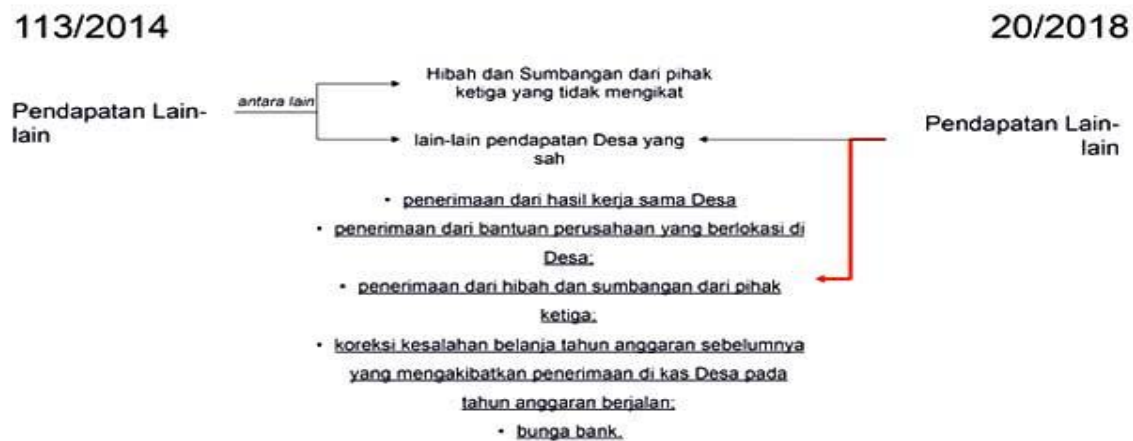 113/2014
20/2018
Pendapatan Lain-
lain
antara lain
Hibah dan Sumbangan dari pihak
ketiga yang tidak mengikat
lain-lain pendapatan Desa yang
sah
Pendapatan Lain-
lain
• penerimaan dari hasil kerja sama Desa
• penerimaan dari bantuan perusahaan yang berlokasi di
Desa;
• penerimaan dari hibah dan sumbangan dari pihak
ketiga;
• koreksi kesalahan belanja tahun anggaran sebelumnya
yang mengakibatkan penerimaan di kas Desa pada
tahun anggaran berjalan;
• bunga bank.